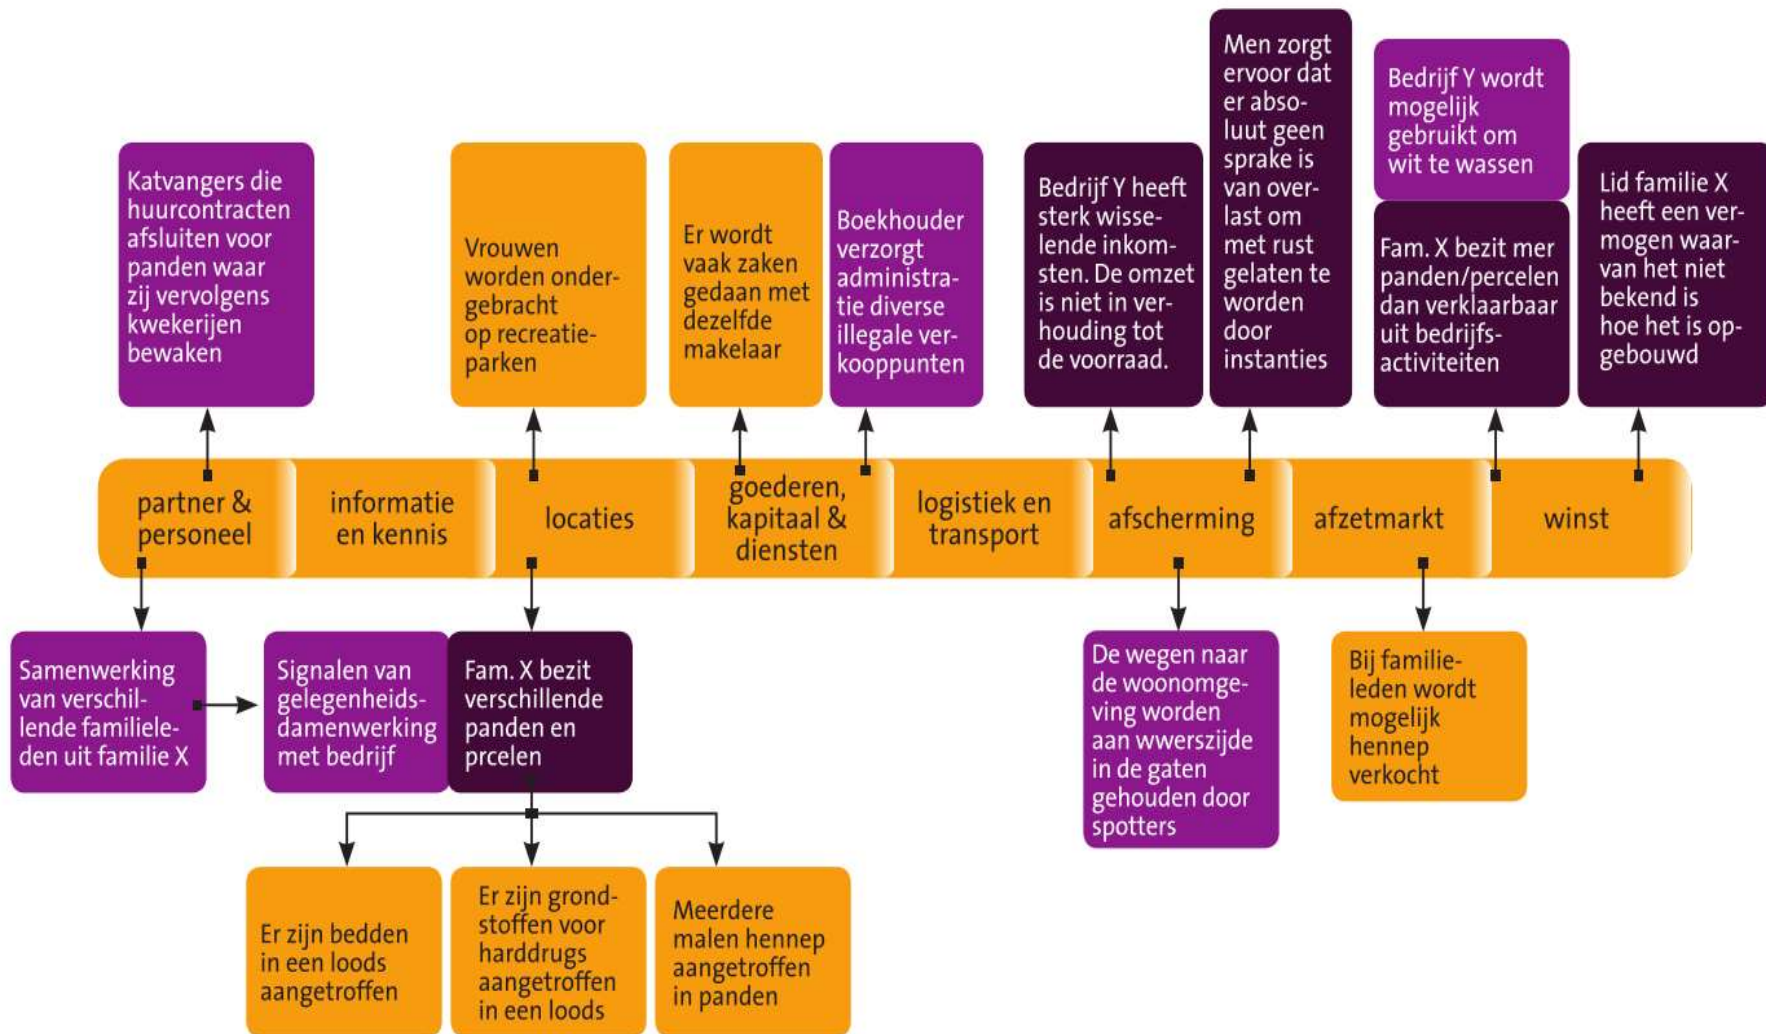 Katvangers die
huurcontracten
afsluiten voor
panden waar
zij vervolgens
kwekerijen
bewaken
Vrouwen
worden onder-
gebracht
op recreatie-
parken
Er wordt
vaak zaken
gedaan met
dezelfde
makelaar
Boekhouder
verzorgt
administra-
tie diverse
illegale ver-
kooppunten
Bedrijf Y heeft
sterk wisse-
lende inkom-
sten. De omzet
is niet in ver-
houding tot
de voorraad.
Men zorgt
ervoor dat
er abso-
luut geen
sprake is
van over-
last om
met rust
gelaten te
worden
door
instanties
Bedrijf Y wordt
mogelijk
gebruikt om
wit te wassen
Fam. X bezit mer
panden/percelen
dan verklaarbaar
uit bedrijfs-
activiteiten
Lid familie X
heeft een ver-
mogen waar-
van het niet
bekend is
hoe het is op-
gebouwd
partner &
personeel
informatie
en kennis
locaties
goederen,
kapitaal &
diensten
logistiek en
transport
afscherming
afzetmarkt
winst
Samenwerking
van verschil-
lende familiele-
den uit familie X
Signalen van
gelegenheids-
damenwerking
met bedrijf
Fam. X bezit
verschillende
panden en
prcelen
De wegen naar
de woonomge-
ving worden
aan wwerszijde
in de gaten
gehouden door
spotters
Bij familie-
leden wordt
mogelijk
hennep
verkocht
Er zijn bedden
in een loods
aangetroffen
Er zijn grond-
stoffen voor
harddrugs
aangetroffen
in een loods
Meerdere
malen hennep
aangetroffen
in panden